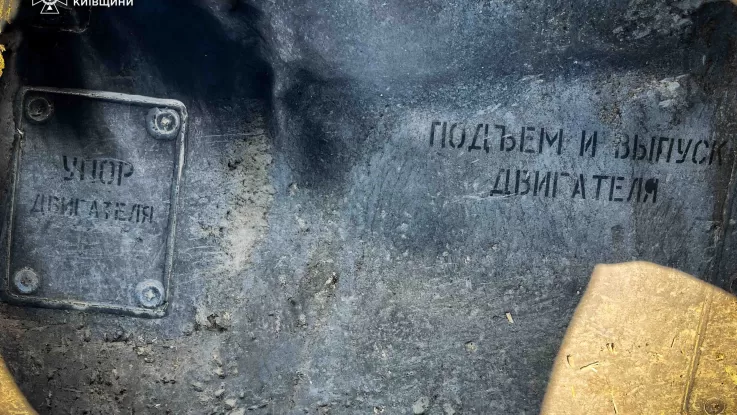 КИЇВЩИНИ
УПОР
ДВИГАТЕЛЯ
ПОДЪЕМ И ВЫПУСК
ДВИГАТЕЛЯ